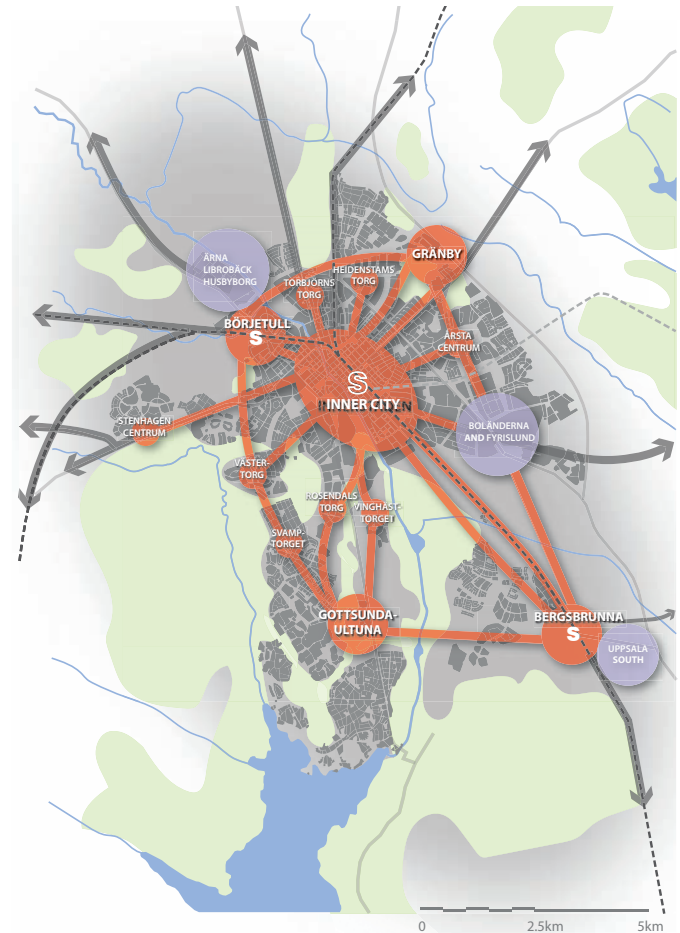 GRÄNBY
ÄRNA
LIBROBÄCK
HUSBYBORG
HEIDENSTAMS
TORG
TORBJÖRNS
TORG
BÖRJETULL
S
ÅRSTA
CENTRUM
S
INNER CITY
STENHAGEN
CENTRUM
BOLÄNDERNA
AND FYRISLUND
VÄSTER-
TORG
ROSENDALS
TORG
VINGHAST-
TORGET
SVAMP-
TORGET
GOTTSUNDA-
ULTUNA
BERGSBRUNNA
S
UPPSALA
SOUTH
0
2.5km
5km